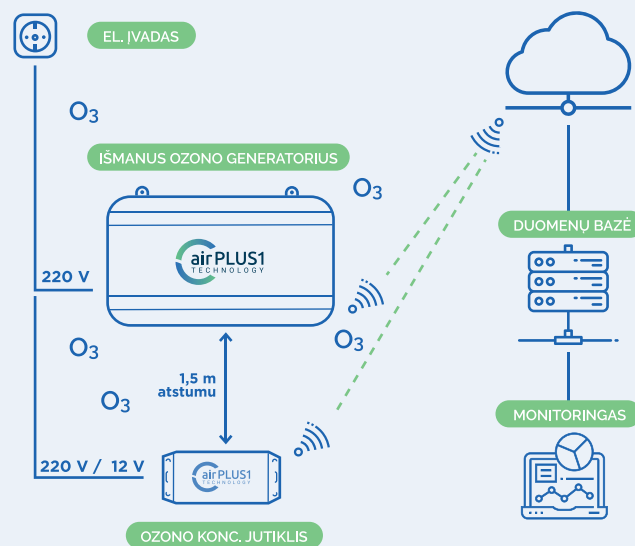 EL. ĮVADAS
O3
IŠMANUS OZONO GENERATORIUS
O3
airPLUS1
TECHNOLOGY
DUOMENŲ BAZĖ
220 V
O3
O3
1,5 m
atstumu
O3
MONITORINGAS
220 V / 12 V
airPLUS1
TECHNOLOGY
OZONO KONC. JUTIKLIS